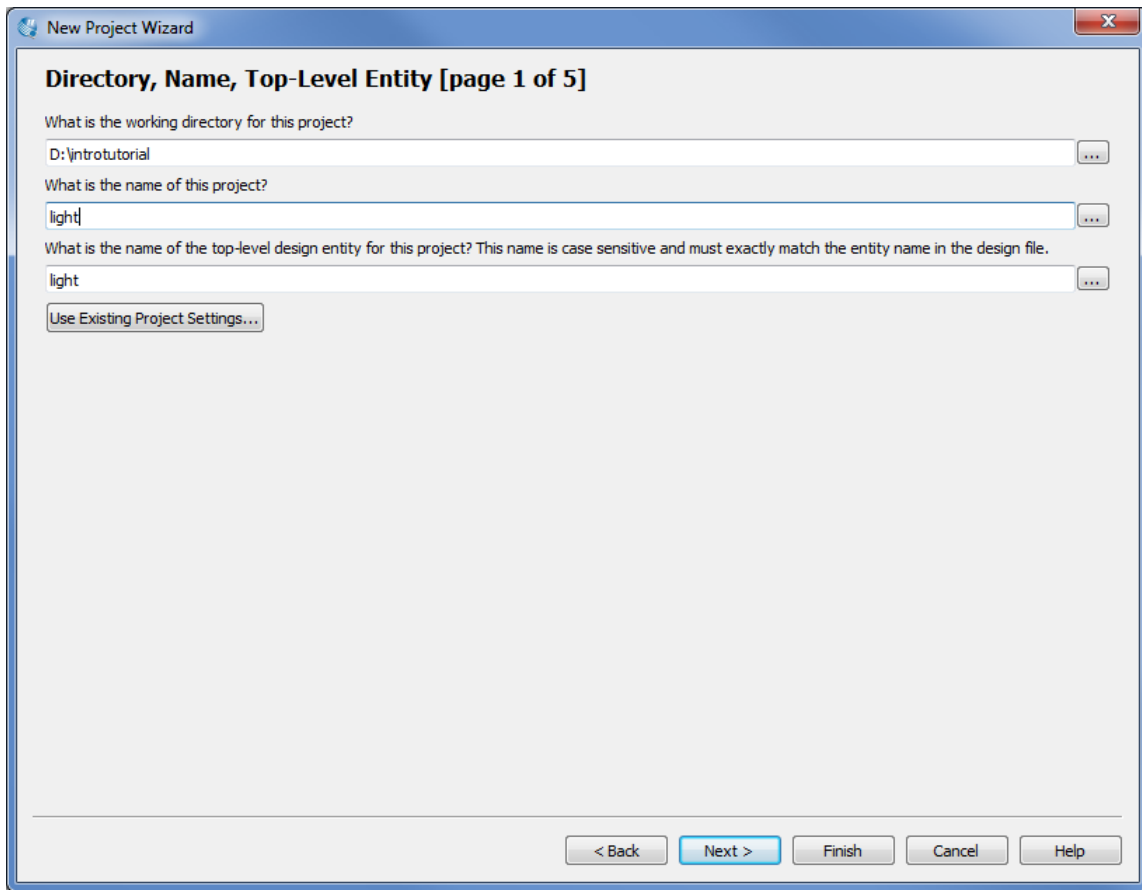 New Project Wizard
X
Directory, Name, Top-Level Entity [page 1 of 5]
What is the working directory for this project?
D:\introtutorial
...
What is the name of this project?
light
...
What is the name of the top-level design entity for this project? This name is case sensitive and must exactly match the entity name in the design file.
light
...
Use Existing Project Settings...
< Back Next > Finish Cancel Help